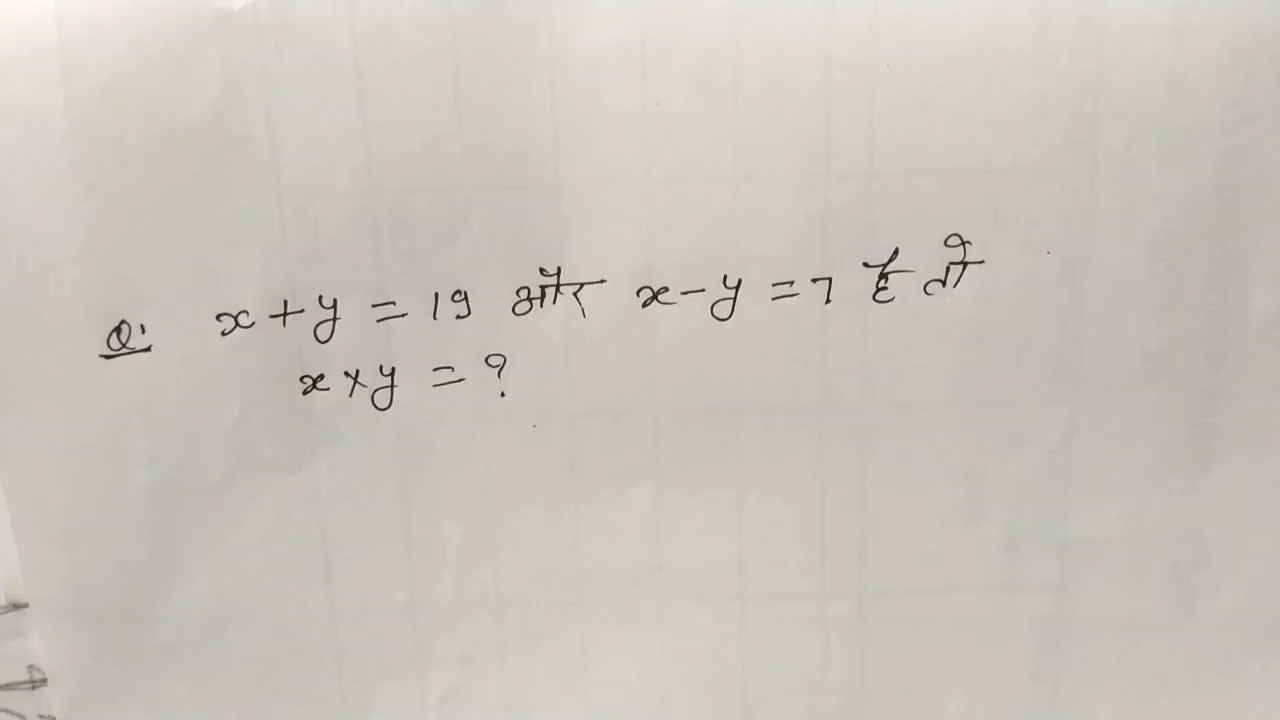 Q: x + y = 19 और x - y = 7 है तो
x × y = ?